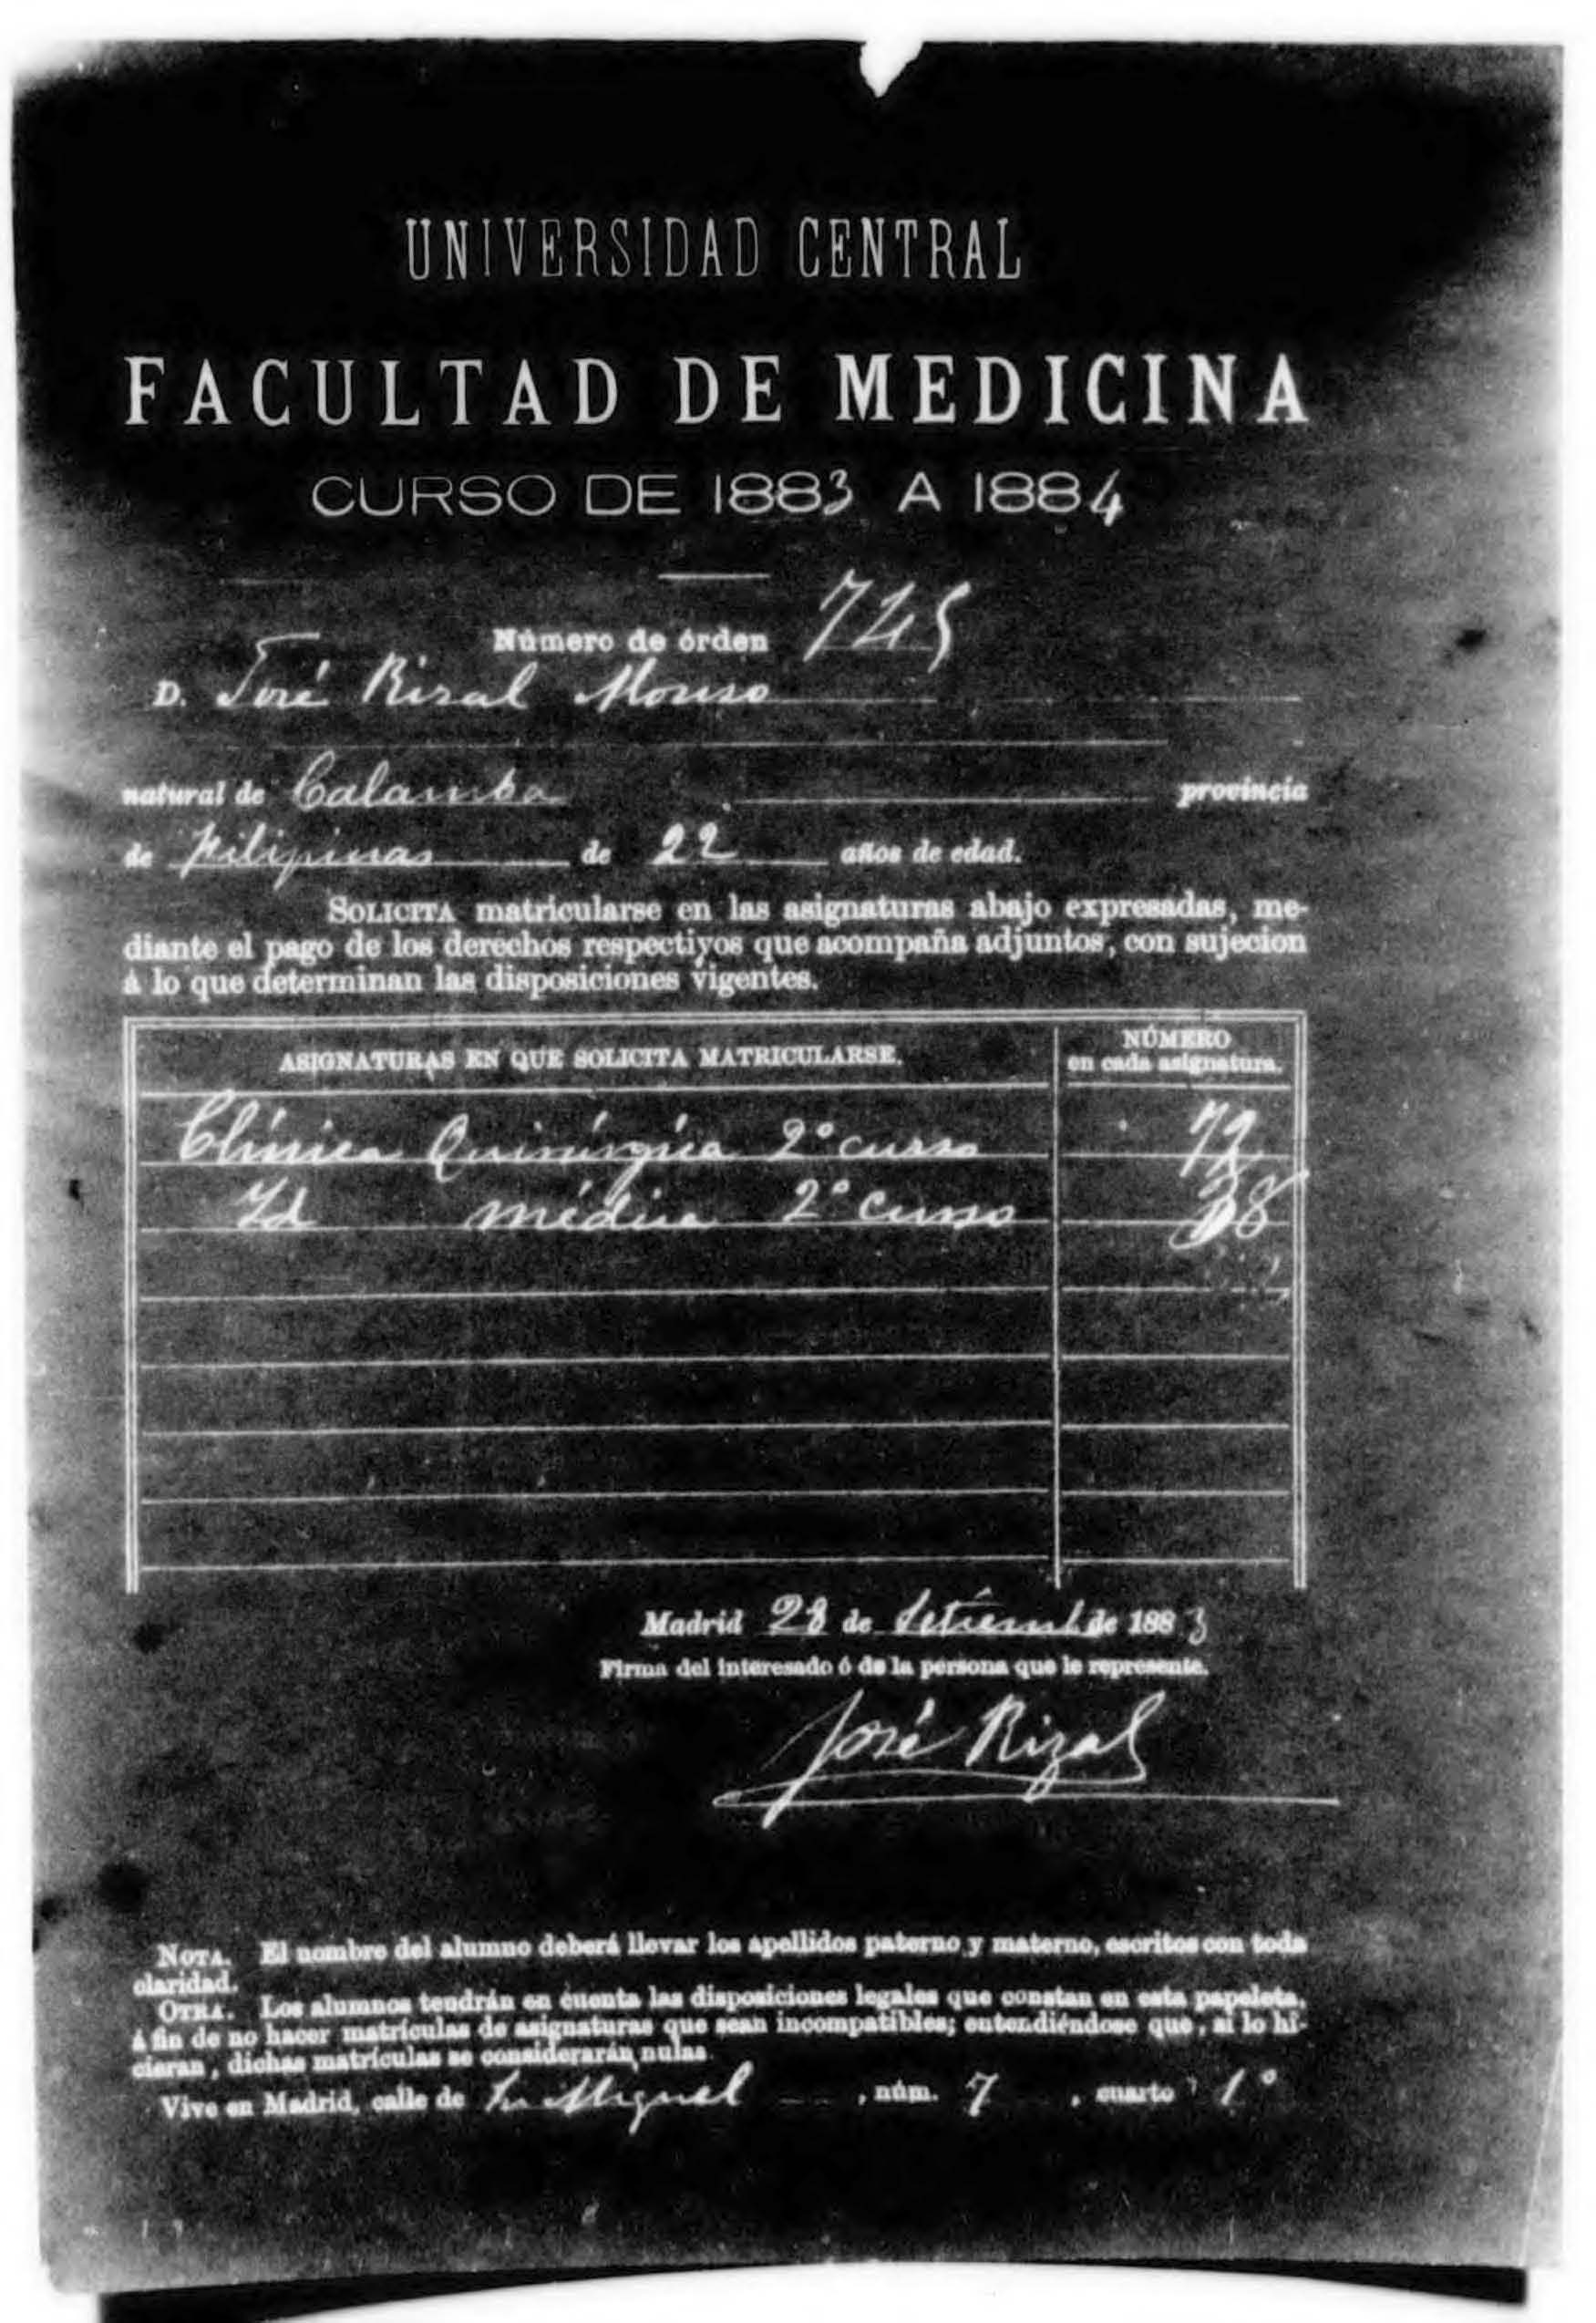 UNIVERSIDAD CENTRAL
FACULTAD DE MEDICINA
CURSO DE 1883 A 1884
Número de órden 745
D. José Rizal Alonso
natural de Calamba provincia
de Filipinas de 22 años de edad.
SOLICITA matricularse en las asignaturas abajo expresadas, me-
diante el pago de los derechos respectivos que acompaña adjuntos, con sujecion
á lo que determinan las disposiciones vigentes.
ASIGNATURAS EN QUE SOLICITA MATRICULARSE.
NÚMERO
en cada asignatura.
Clínica Quirúrgica 2º curso 72
Id médica 2º curso 38
Madrid 28 de Setiemb de 1883
Firma del interesado ó de la persona que le represente.
José Rizal
NOTA. El nombre del alumno deberá llevar los apellidos paterno y materno, escritos con toda
claridad.
OTRA. Los alumnos tendrán en cuenta las disposiciones legales que constan en esta papeleta,
á fin de no hacer matrículas de asignaturas que sean incompatibles; entendiéndose que, si lo hi-
cieran, dichas matrículas se considerarán nulas.
Vive en Madrid, calle de Sn Miguel, núm. 7, cuarto 1º